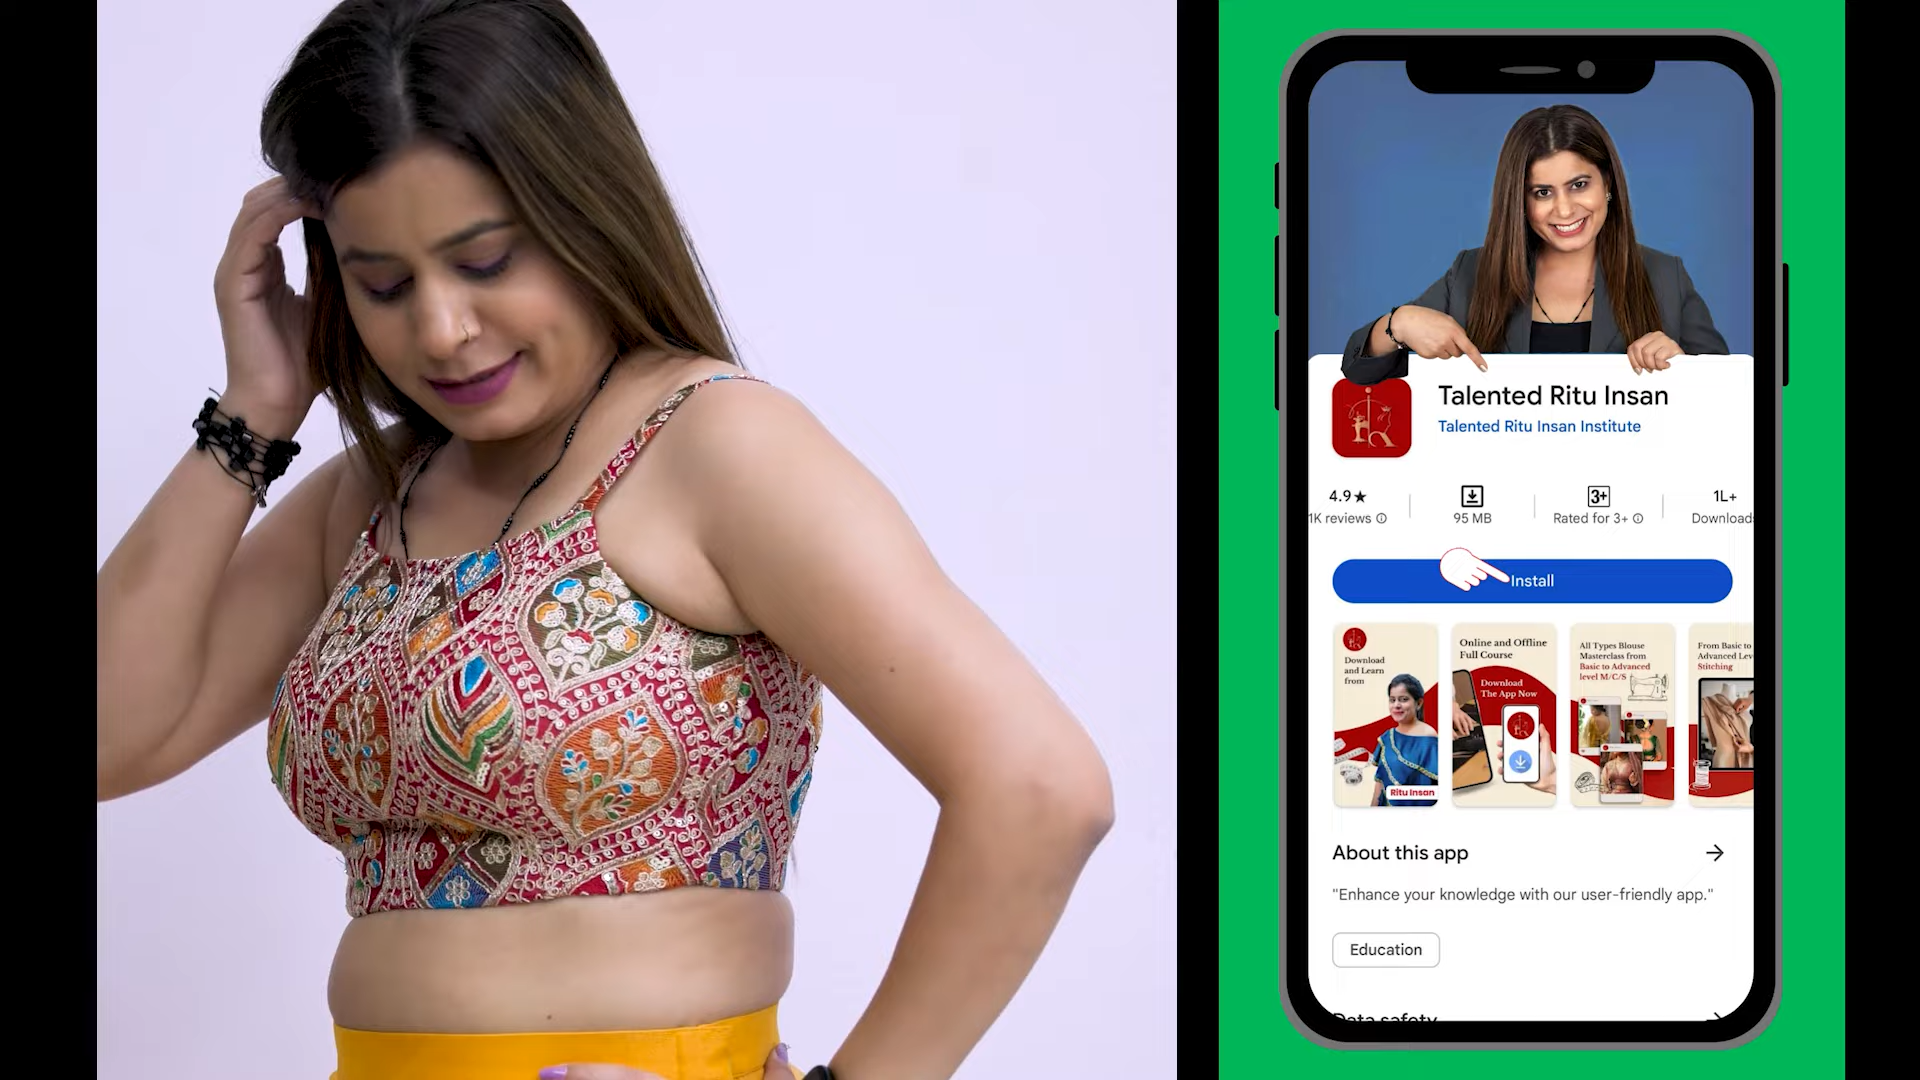 Talented Ritu Insan
Talented Ritu Insan Institute
4.9★
1K reviews
95 MB
3+
Rated for 3+
1L+
Downloads
Install
Download
and Learn
from
Ritu Insan
Online and Offline
Full Course
Download
The App Now
All Types Blouse
Masterclass from
Basic to Advanced
level M/C/S
From Basic to
Advanced Lev
Stitching
About this app
"Enhance your knowledge with our user-friendly app."
Education
Data safety